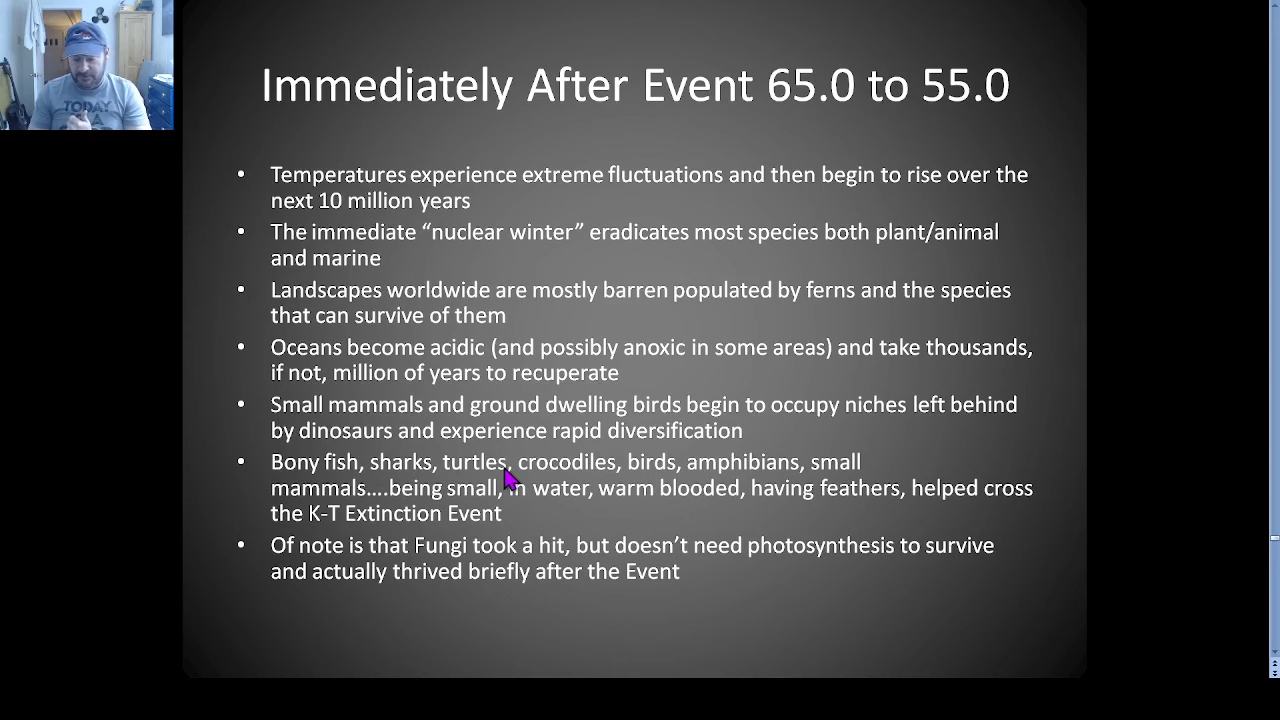 Immediately After Event 65.0 to 55.0
TODAY
A
• Temperatures experience extreme fluctuations and then begin to rise over the
next 10 million years
• The immediate “nuclear winter” eradicates most species both plant/animal
and marine
• Landscapes worldwide are mostly barren populated by ferns and the species
that can survive of them
• Oceans become acidic (and possibly anoxic in some areas) and take thousands,
if not, million of years to recuperate
• Small mammals and ground dwelling birds begin to occupy niches left behind
by dinosaurs and experience rapid diversification
• Bony fish, sharks, turtles, crocodiles, birds, amphibians, small
mammals….being small, in water, warm blooded, having feathers, helped cross
the K-T Extinction Event
• Of note is that Fungi took a hit, but doesn’t need photosynthesis to survive
and actually thrived briefly after the Event